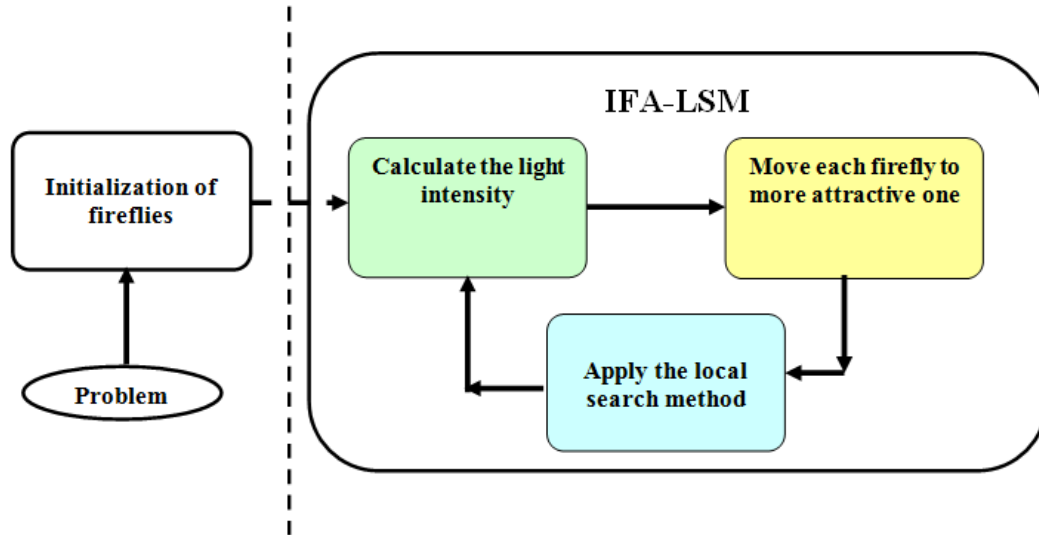 IFA-LSM
Initialization of
fireflies
Calculate the light
intensity
Move each firefly to
more attractive one
Apply the local
search method
Problem